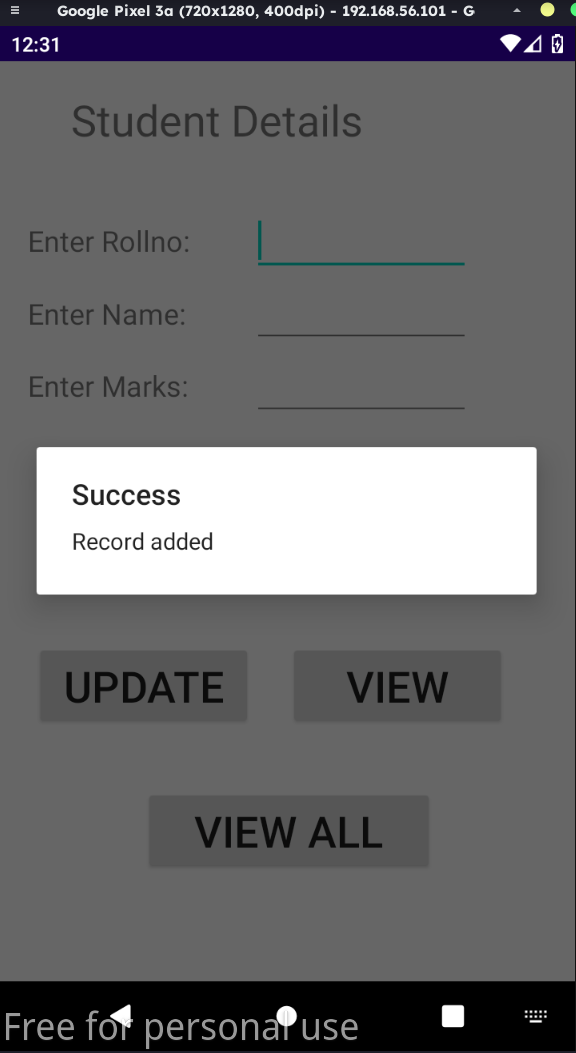 Google Pixel 3a (720x1280, 400dpi) - 192.168.56.101 - G
12:31
Student Details
Enter Rollno:
Enter Name:
Enter Marks:
Success
Record added
UPDATE VIEW
VIEW ALL
Free for personal use